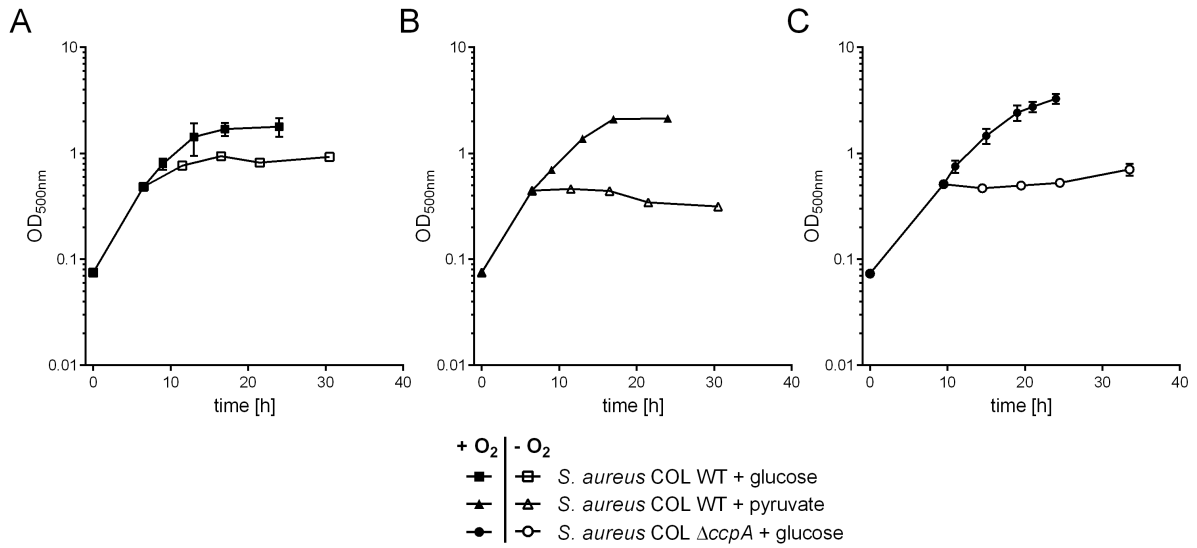 A
B
C
10
1
0.1
0.01
OD500nm
0
10
20
30
40
time [h]
10
1
0.1
0.01
OD500nm
0
10
20
30
40
time [h]
10
1
0.1
0.01
OD500nm
0
10
20
30
40
time [h]
+ O2 - O2
S. aureus COL WT + glucose
S. aureus COL WT + pyruvate
S. aureus COL ΔccpA + glucose